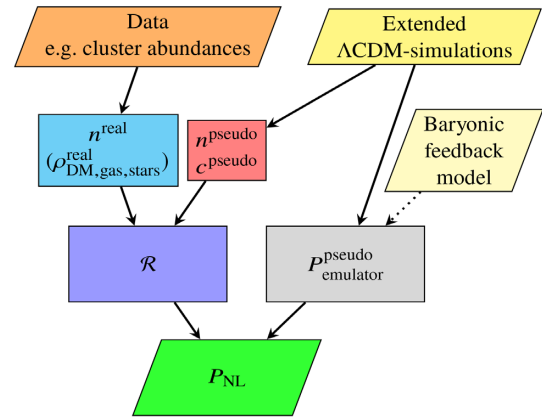 Data
e.g. cluster abundances
Extended
ΛCDM-simulations
n^real
(ρ^real_DM,gas,stars)
n^pseudo
c^pseudo
Baryonic
feedback
model
ℛ
P^pseudo_emulator
P_NL